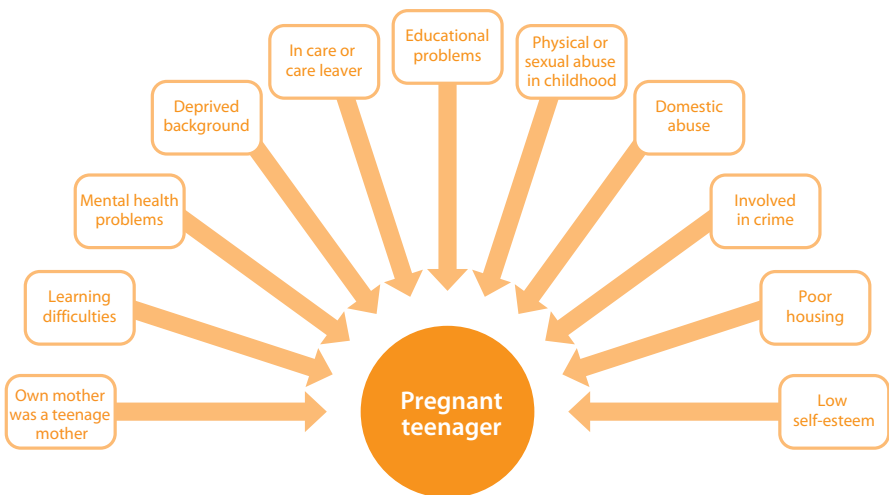 Own mother
was a teenage
mother
Learning
difficulties
Mental health
problems
Deprived
background
In care or
care leaver
Educational
problems
Physical or
sexual abuse
in childhood
Domestic
abuse
Involved
in crime
Poor
housing
Low
self-esteem
Pregnant
teenager